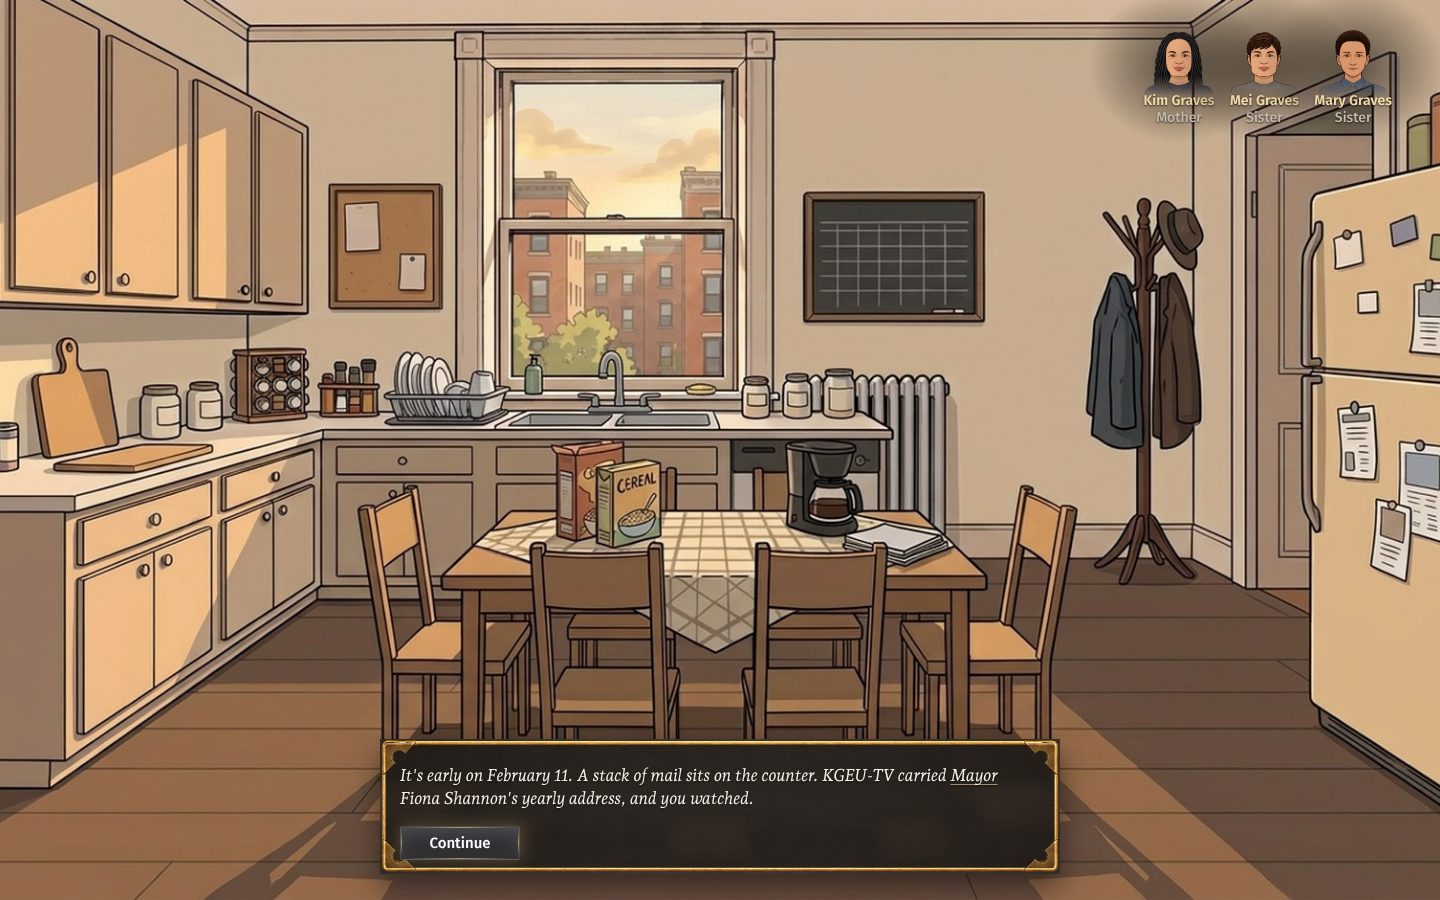 Kim Graves
Mother
Mei Graves
Sister
Mary Graves
Sister
CEREAL
It's early on February 11. A stack of mail sits on the counter. KGEU-TV carried Mayor
Fiona Shannon's yearly address, and you watched.
Continue